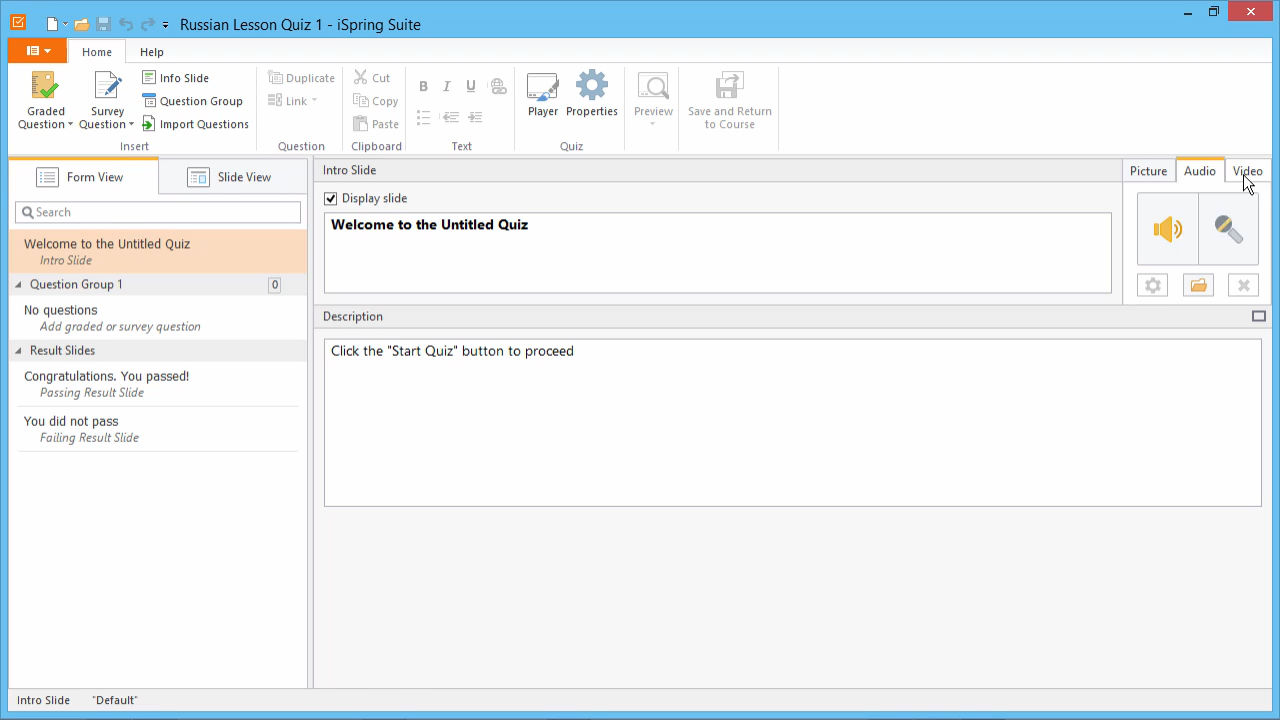 Russian Lesson Quiz 1 - iSpring Suite
Home
Help
Graded
Question
Survey
Question
Info Slide
Question Group
Import Questions
Insert
Duplicate
Link
Question
Cut
Copy
Paste
Clipboard
B I U
Text
Player
Properties
Quiz
Preview
Save and Return
to Course
Form View
Slide View
Search
Welcome to the Untitled Quiz
Intro Slide
Question Group 1
0
No questions
Add graded or survey question
Result Slides
Congratulations. You passed!
Passing Result Slide
You did not pass
Failing Result Slide
Intro Slide
Display slide
Welcome to the Untitled Quiz
Picture
Audio
Video
Description
Click the "Start Quiz" button to proceed
Intro Slide
"Default"